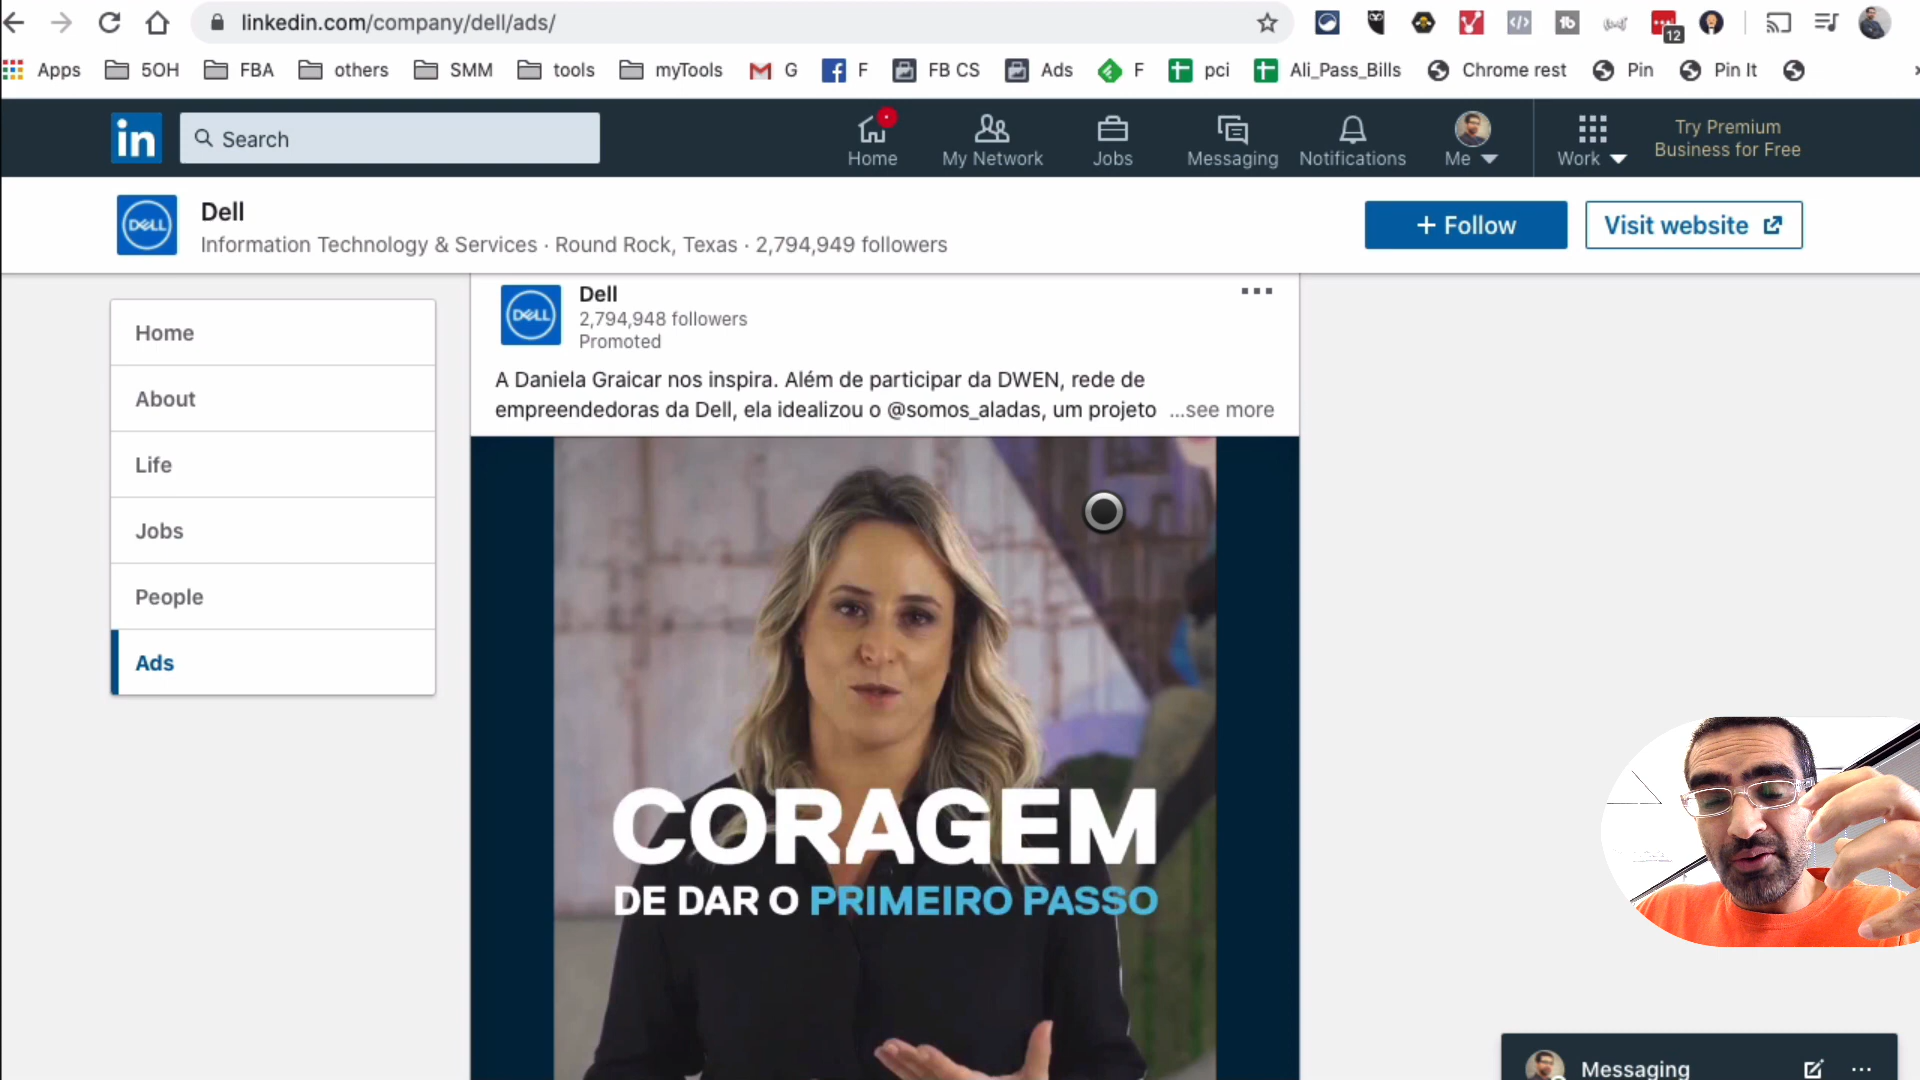 linkedin.com/company/dell/ads/
12
Apps 5OH FBA others SMM tools myTools G F FB CS Ads F pci Ali_Pass_Bills Chrome rest Pin Pin It
in Search Home My Network Jobs Messaging Notifications Me Work Try Premium
Business for Free
Dell
Information Technology & Services · Round Rock, Texas · 2,794,949 followers
+ Follow
Visit website
DELL
Home
About
Life
Jobs
People
Ads
DELL
Dell
2,794,948 followers
Promoted
A Daniela Graicar nos inspira. Além de participar da DWEN, rede de
empreendedoras da Dell, ela idealizou o @somos_aladas, um projeto ...see more
CORAGEM
DE DAR O PRIMEIRO PASSO
Messaging